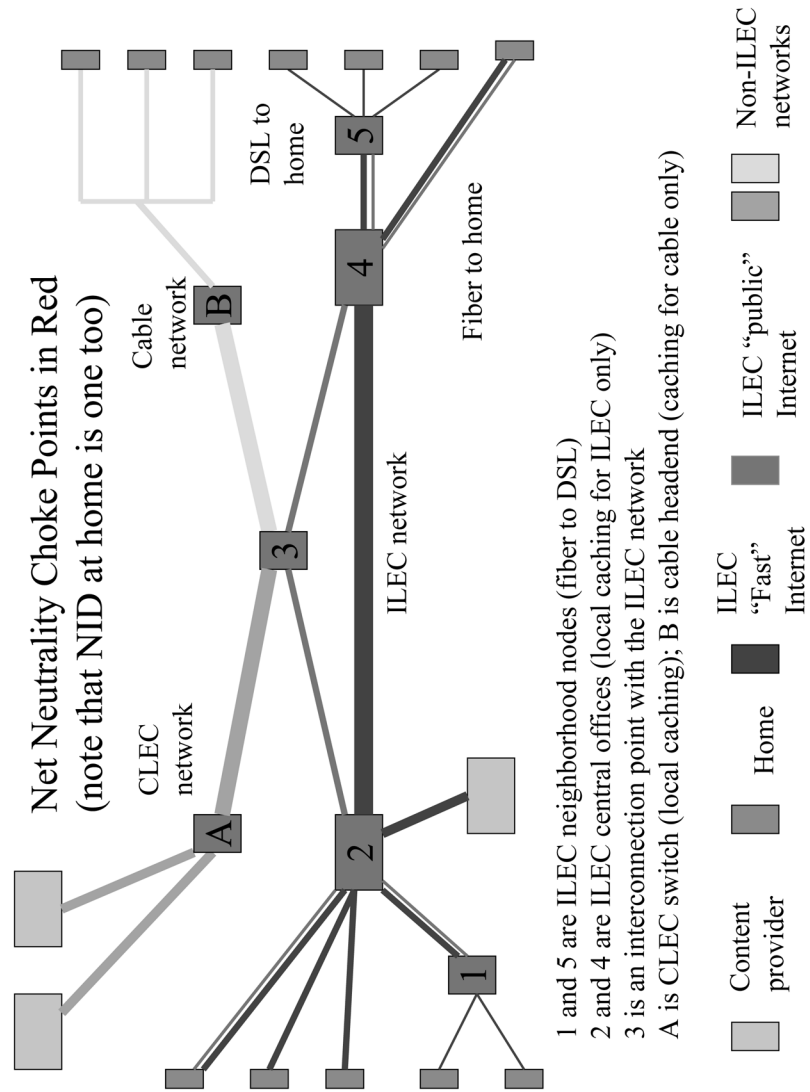 Net Neutrality Choke Points in Red
(note that NID at home is one too)
CLEC
network
Cable
network
A
B
3
DSL to
home
2
ILEC network
4
5
1
Fiber to home
1 and 5 are ILEC neighborhood nodes (fiber to DSL)
2 and 4 are ILEC central offices (local caching for ILEC only)
3 is an interconnection point with the ILEC network
A is CLEC switch (local caching); B is cable headend (caching for cable only)
Content
provider
Home
ILEC
“Fast”
Internet
ILEC “public”
Internet
Non-ILEC
networks